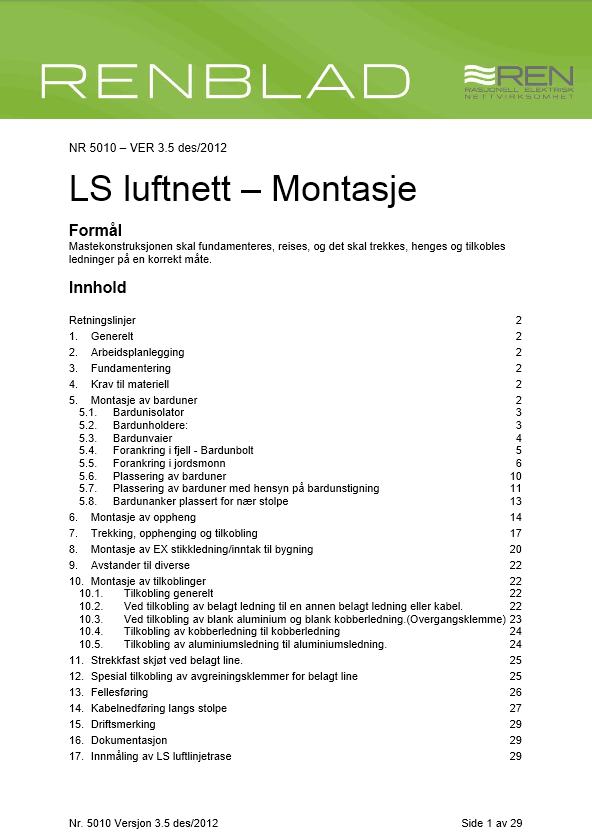 RENBLAD
REN
RASJONELL ELEKTRISK
NETTVIRKSOMHET
NR 5010 – VER 3.5 des/2012
LS luftnett – Montasje
Formål
Mastekonstruksjonen skal fundamenteres, reises, og det skal trekkes, henges og tilkobles
ledninger på en korrekt måte.
Innhold
Retningslinjer 2
1. Generelt 2
2. Arbeidsplanlegging 2
3. Fundamentering 2
4. Krav til materiell 2
5. Montasje av barduner 2
5.1. Bardunisolator 3
5.2. Bardunholdere: 3
5.3. Bardunvaier 4
5.4. Forankring i fjell - Bardunbolt 5
5.5. Forankring i jordsmonn 6
5.6. Plassering av barduner 10
5.7. Plassering av barduner med hensyn på bardunstigning 11
5.8. Bardunanker plassert for nær stolpe 13
6. Montasje av oppheng 14
7. Trekking, opphenging og tilkobling 17
8. Montasje av EX stikkledning/inntak til bygning 20
9. Avstander til diverse 22
10. Montasje av tilkoblinger 22
10.1. Tilkobling generelt 22
10.2. Ved tilkobling av belagt ledning til en annen belagt ledning eller kabel. 22
10.3. Ved tilkobling av blank aluminium og blank kobberledning.(Overgangsklemme) 23
10.4. Tilkobling av kobberledning til kobberledning 24
10.5. Tilkobling av aluminiumsledning til aluminiumsledning. 24
11. Strekkfast skjøt ved belagt line. 25
12. Spesial tilkobling av avgreiningsklemmer for belagt line 25
13. Fellesføring 26
14. Kabelnedføring langs stolpe 27
15. Driftsmerking 29
16. Dokumentasjon 29
17. Innmåling av LS luftlinjetrase 29
Nr. 5010 Versjon 3.5 des/2012 Side 1 av 29